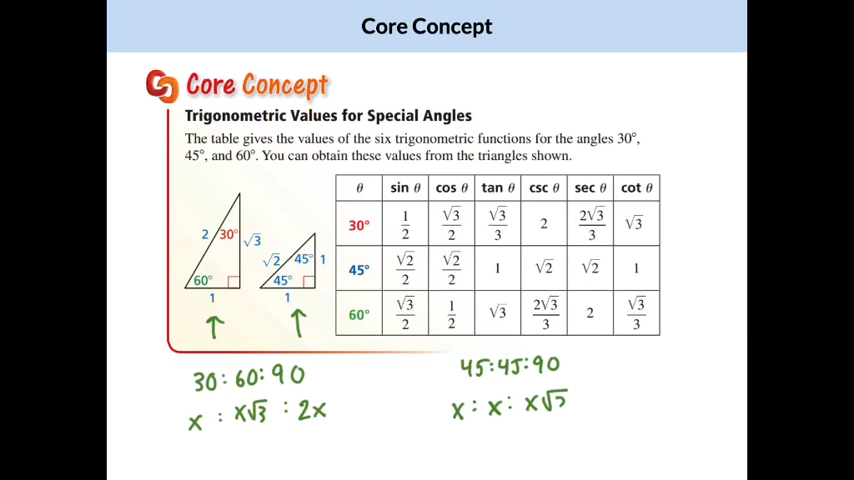 Core Concept
Core Concept
Trigonometric Values for Special Angles
The table gives the values of the six trigonometric functions for the angles 30°,
45°, and 60°. You can obtain these values from the triangles shown.
θ sin θ cos θ tan θ csc θ sec θ cot θ
30° 1/2 √3/2 √3/3 2 2√3/3 √3
45° √2/2 √2/2 1 √2 √2 1
60° √3/2 1/2 √3 2√3/3 2 √3/3
2 30° √3
60°
1
√2 45° 1
45°
1
30 : 60 : 90
x : x√3 : 2x
45 : 45 : 90
x : x : x√2